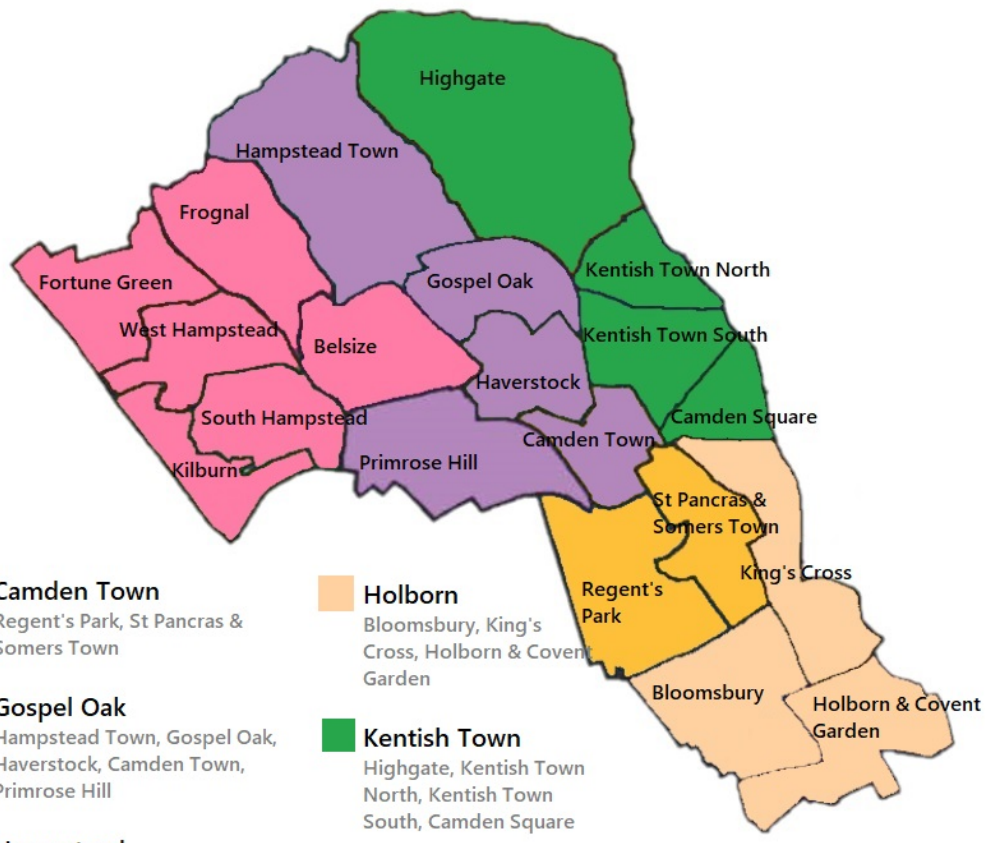 Highgate
Hampstead Town
Frognal
Kentish Town North
Gospel Oak
Fortune Green
West Hampstead
Kentish Town South
Belsize
Haverstock
Camden Square
South Hampstead
Camden Town
Primrose Hill
Kilburn
St Pancras &
Somers Town
King's Cross
Regent's
Park
Bloomsbury
Holborn & Covent
Garden
Camden Town
Regent's Park, St Pancras &
Somers Town
Gospel Oak
Hampstead Town, Gospel Oak,
Haverstock, Camden Town,
Primrose Hill
Holborn
Bloomsbury, King's
Cross, Holborn & Covent
Garden
Kentish Town
Highgate, Kentish Town
North, Kentish Town
South, Camden Square